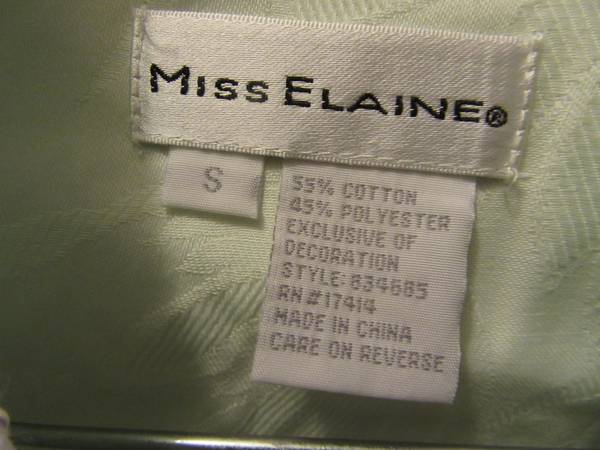 MISS ELAINE®
S
55% COTTON
45% POLYESTER
EXCLUSIVE OF
DECORATION
STYLE: 834685
RN#17414
MADE IN CHINA
CARE ON REVERSE